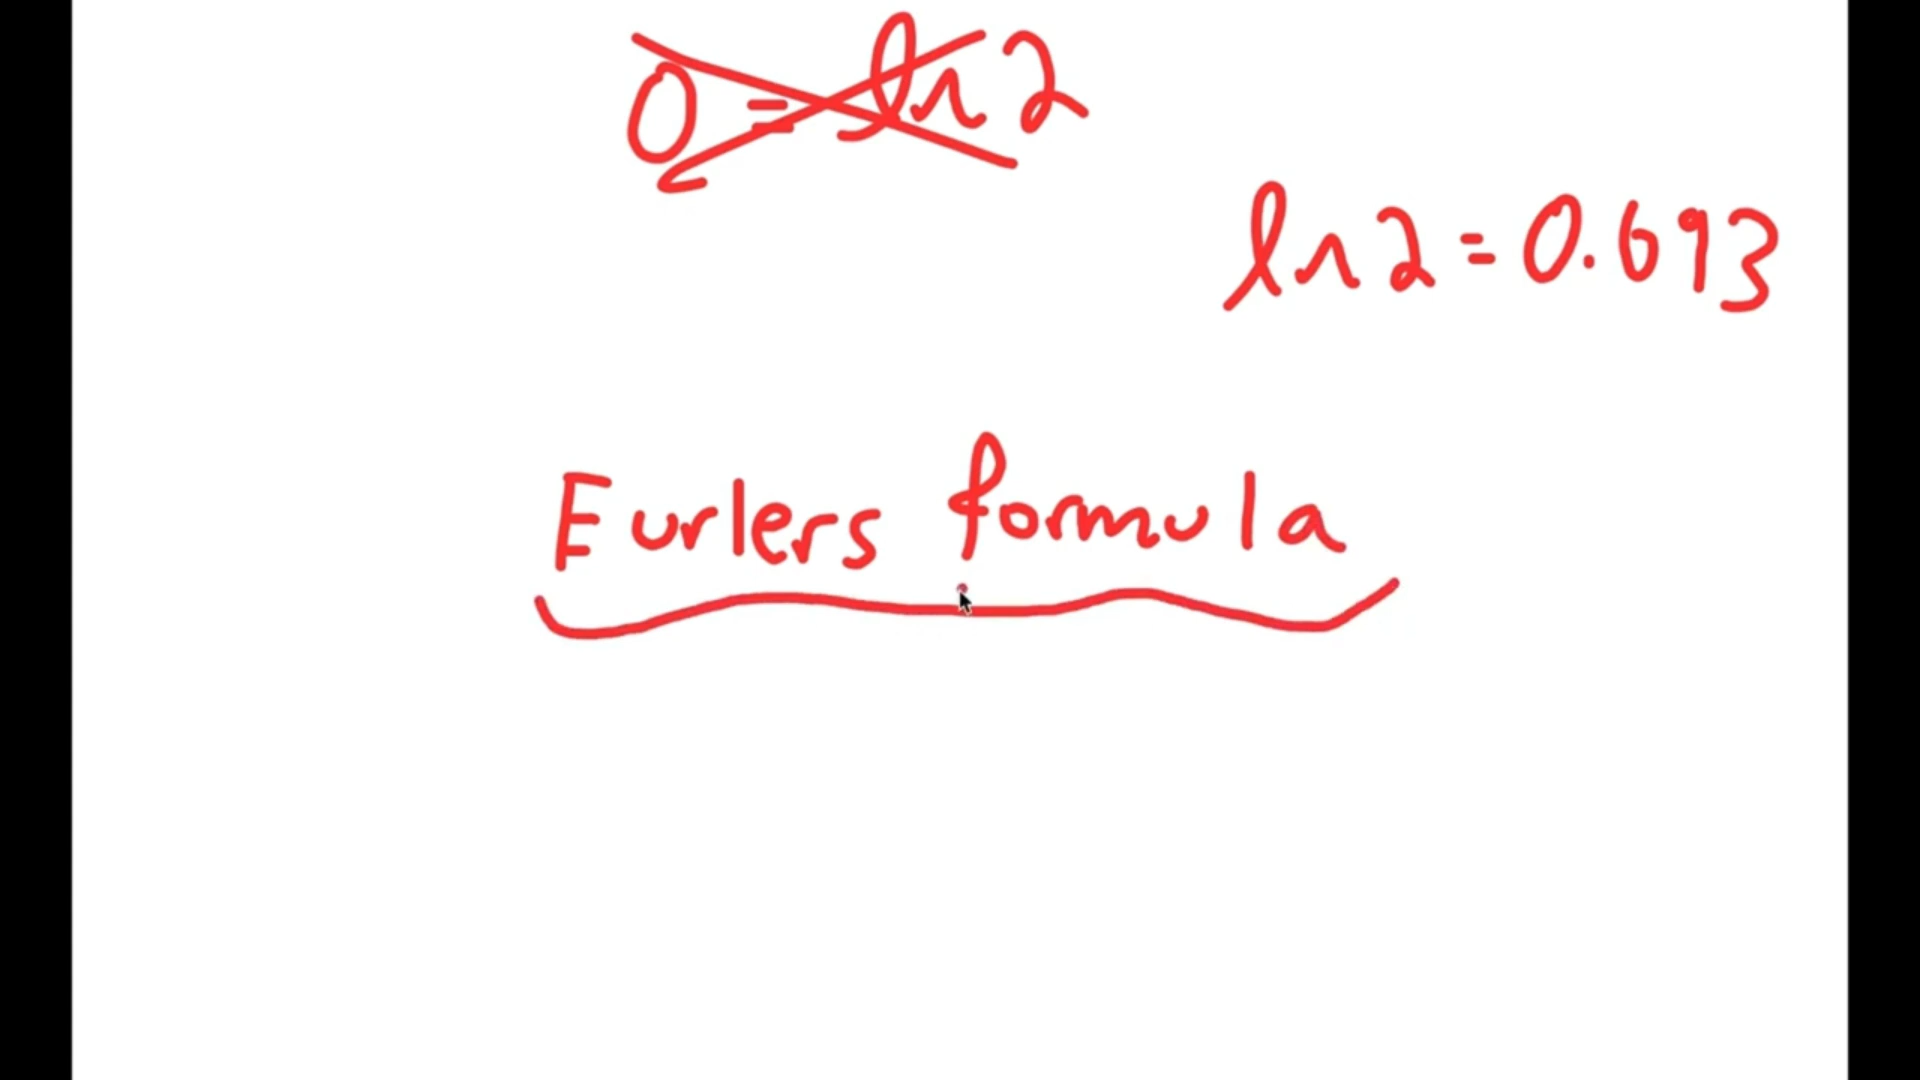 0 = ln 2
ln 2 = 0.693
Eurlers formula